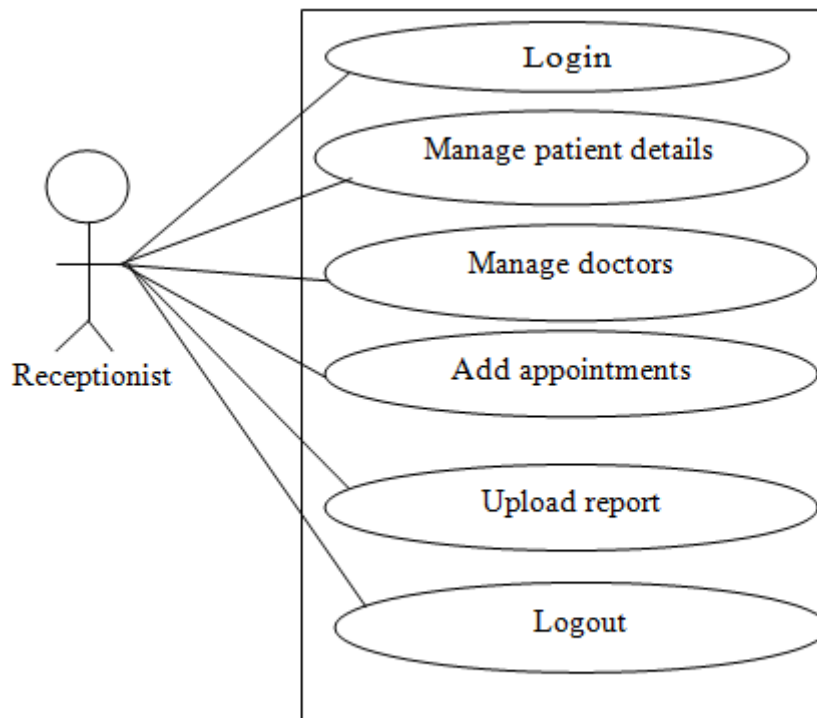 Login
Manage patient details
Manage doctors
Receptionist
Add appointments
Upload report
Logout